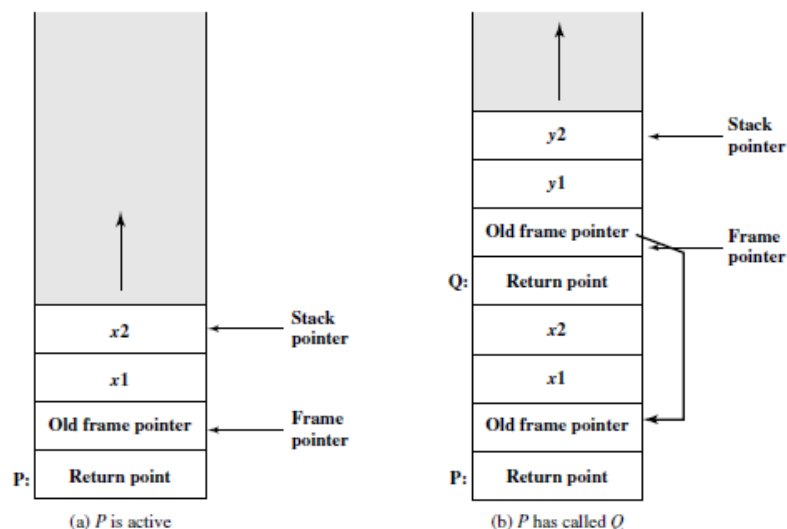 x2
Stack
pointer
x1
Old frame pointer
Frame
pointer
P:
Return point
(a) P is active
y2
Stack
pointer
y1
Old frame pointer
Frame
pointer
Q:
Return point
x2
x1
Old frame pointer
P:
Return point
(b) P has called Q